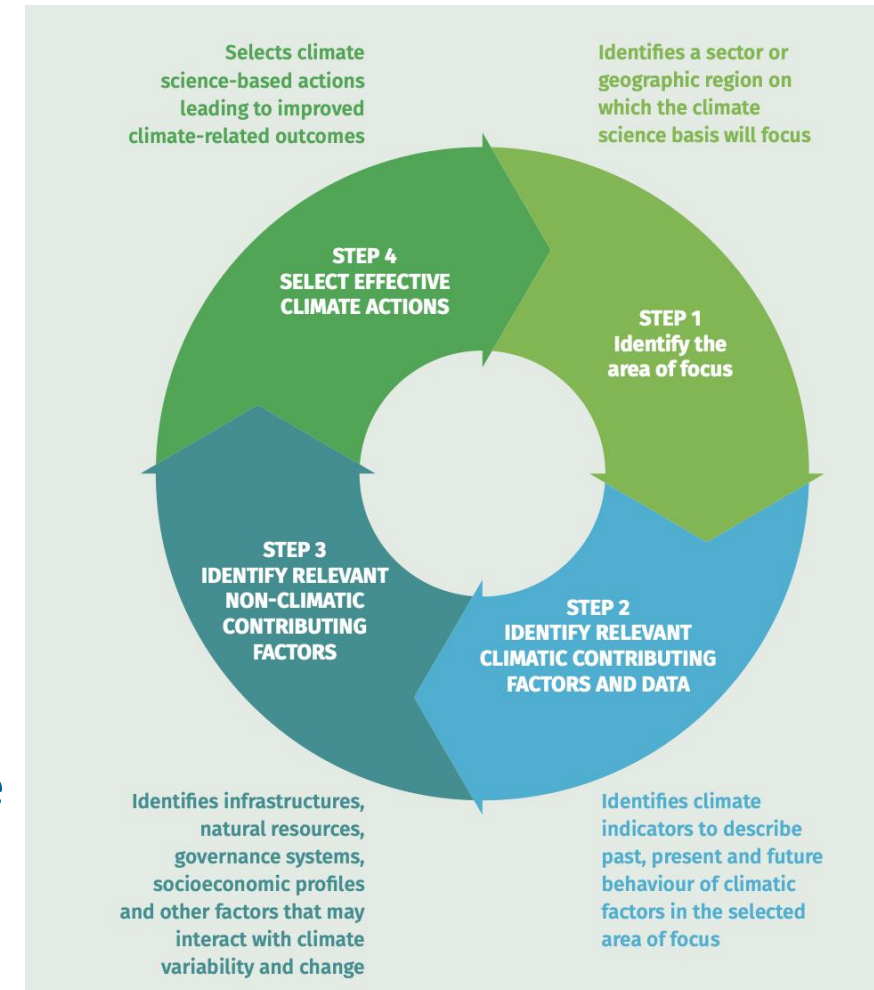 Selects climate
science-based actions
leading to improved
climate-related outcomes
Identifies a sector or
geographic region on
which the climate
science basis will focus
STEP 4
SELECT EFFECTIVE
CLIMATE ACTIONS
STEP 1
Identify the
area of focus
STEP 3
IDENTIFY RELEVANT
NON-CLIMATIC
CONTRIBUTING
FACTORS
STEP 2
IDENTIFY RELEVANT
CLIMATIC CONTRIBUTING
FACTORS AND DATA
e
Identifies infrastructures,
natural resources,
governance systems,
socioeconomic profiles
and other factors that may
interact with climate
variability and change
Identifies climate
indicators to describe
past, present and future
behaviour of climatic
factors in the selected
area of focus